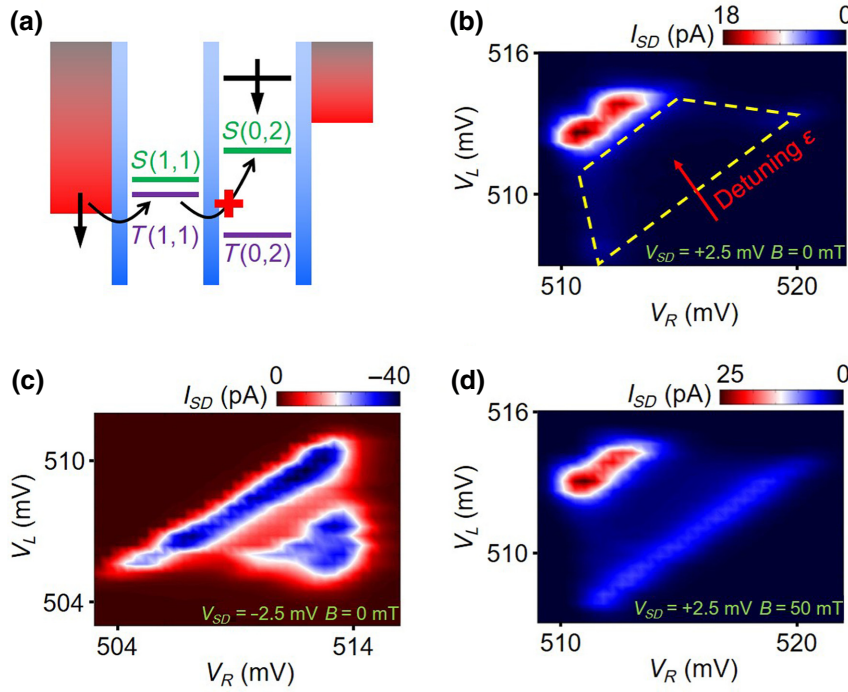 (a)
S(1,1)
T(1,1)
S(0,2)
T(0,2)
(b)
I_SD (pA)
18
0
516
510
V_L (mV)
Detuning ε
V_SD = +2.5 mV B = 0 mT
510
520
V_R (mV)
(c)
I_SD (pA)
0
−40
510
504
V_L (mV)
V_SD = −2.5 mV B = 0 mT
504
514
V_R (mV)
(d)
I_SD (pA)
25
0
516
510
V_L (mV)
V_SD = +2.5 mV B = 50 mT
510
520
V_R (mV)